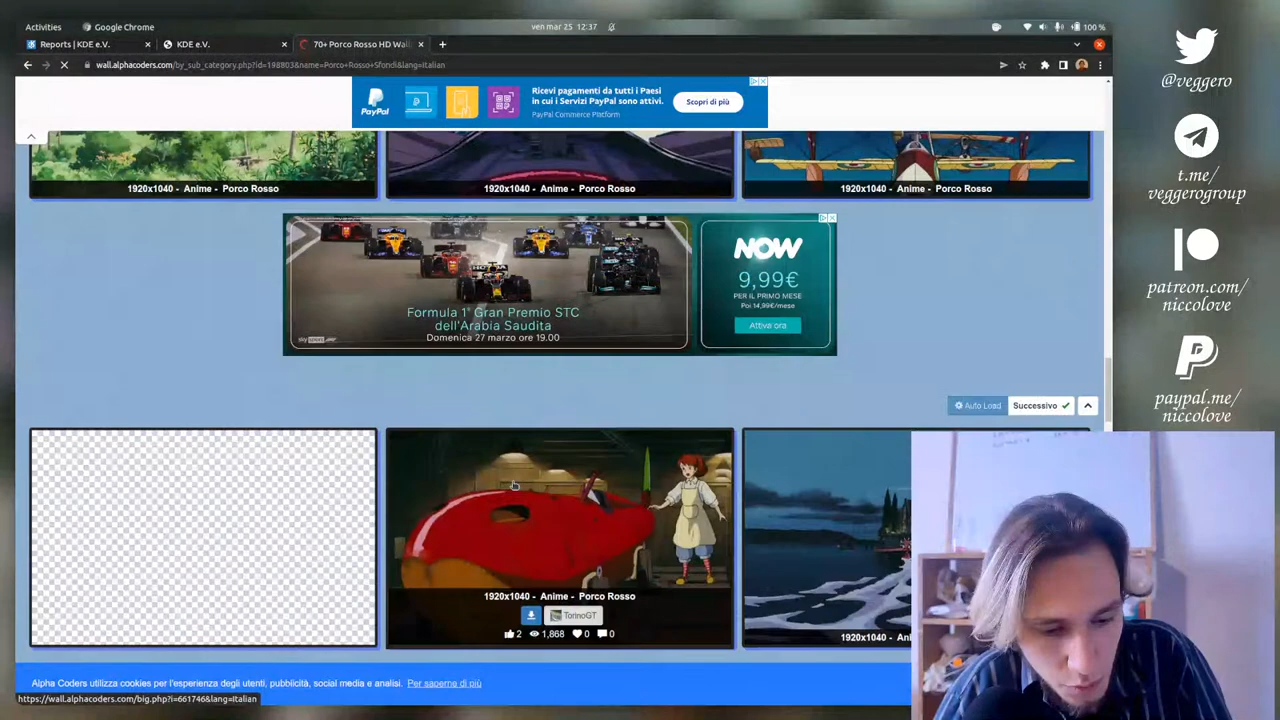 Activities
Google Chrome
ven mar 25 12:37
100 %
Reports | KDE e.V.
KDE e.V.
70+ Porco Rosso HD Wall
wall.alphacoders.com/by_sub_category.php?id=198803&name=Porco+Rosso+Sfondi&lang=Italian
PayPal
Ricevi pagamenti da tutti i Paesi
in cui i Servizi PayPal sono attivi.
PayPal Commerce Platform
Scopri di più
1920x1040 - Anime - Porco Rosso
1920x1040 - Anime - Porco Rosso
1920x1040 - Anime - Porco Rosso
Formula 1® Gran Premio STC
dell'Arabia Saudita
Domenica 27 marzo ore 19.00
NOW
9,99€
PER IL PRIMO MESE
Poi 14,99€/mese
Attiva ora
Auto Load
Successivo
1920x1040 - Anime - Porco Rosso
TorinoGT
2 1,868 0 0
1920x1040 - Ani
Alpha Coders utilizza cookies per l'esperienza degli utenti, pubblicità, social media e analisi. Per saperne di più
https://wall.alphacoders.com/big.php?i=661746&lang=Italian
@veggero
t.me/
veggerogroup
patreon.com/
niccolove
paypal.me/
niccolove